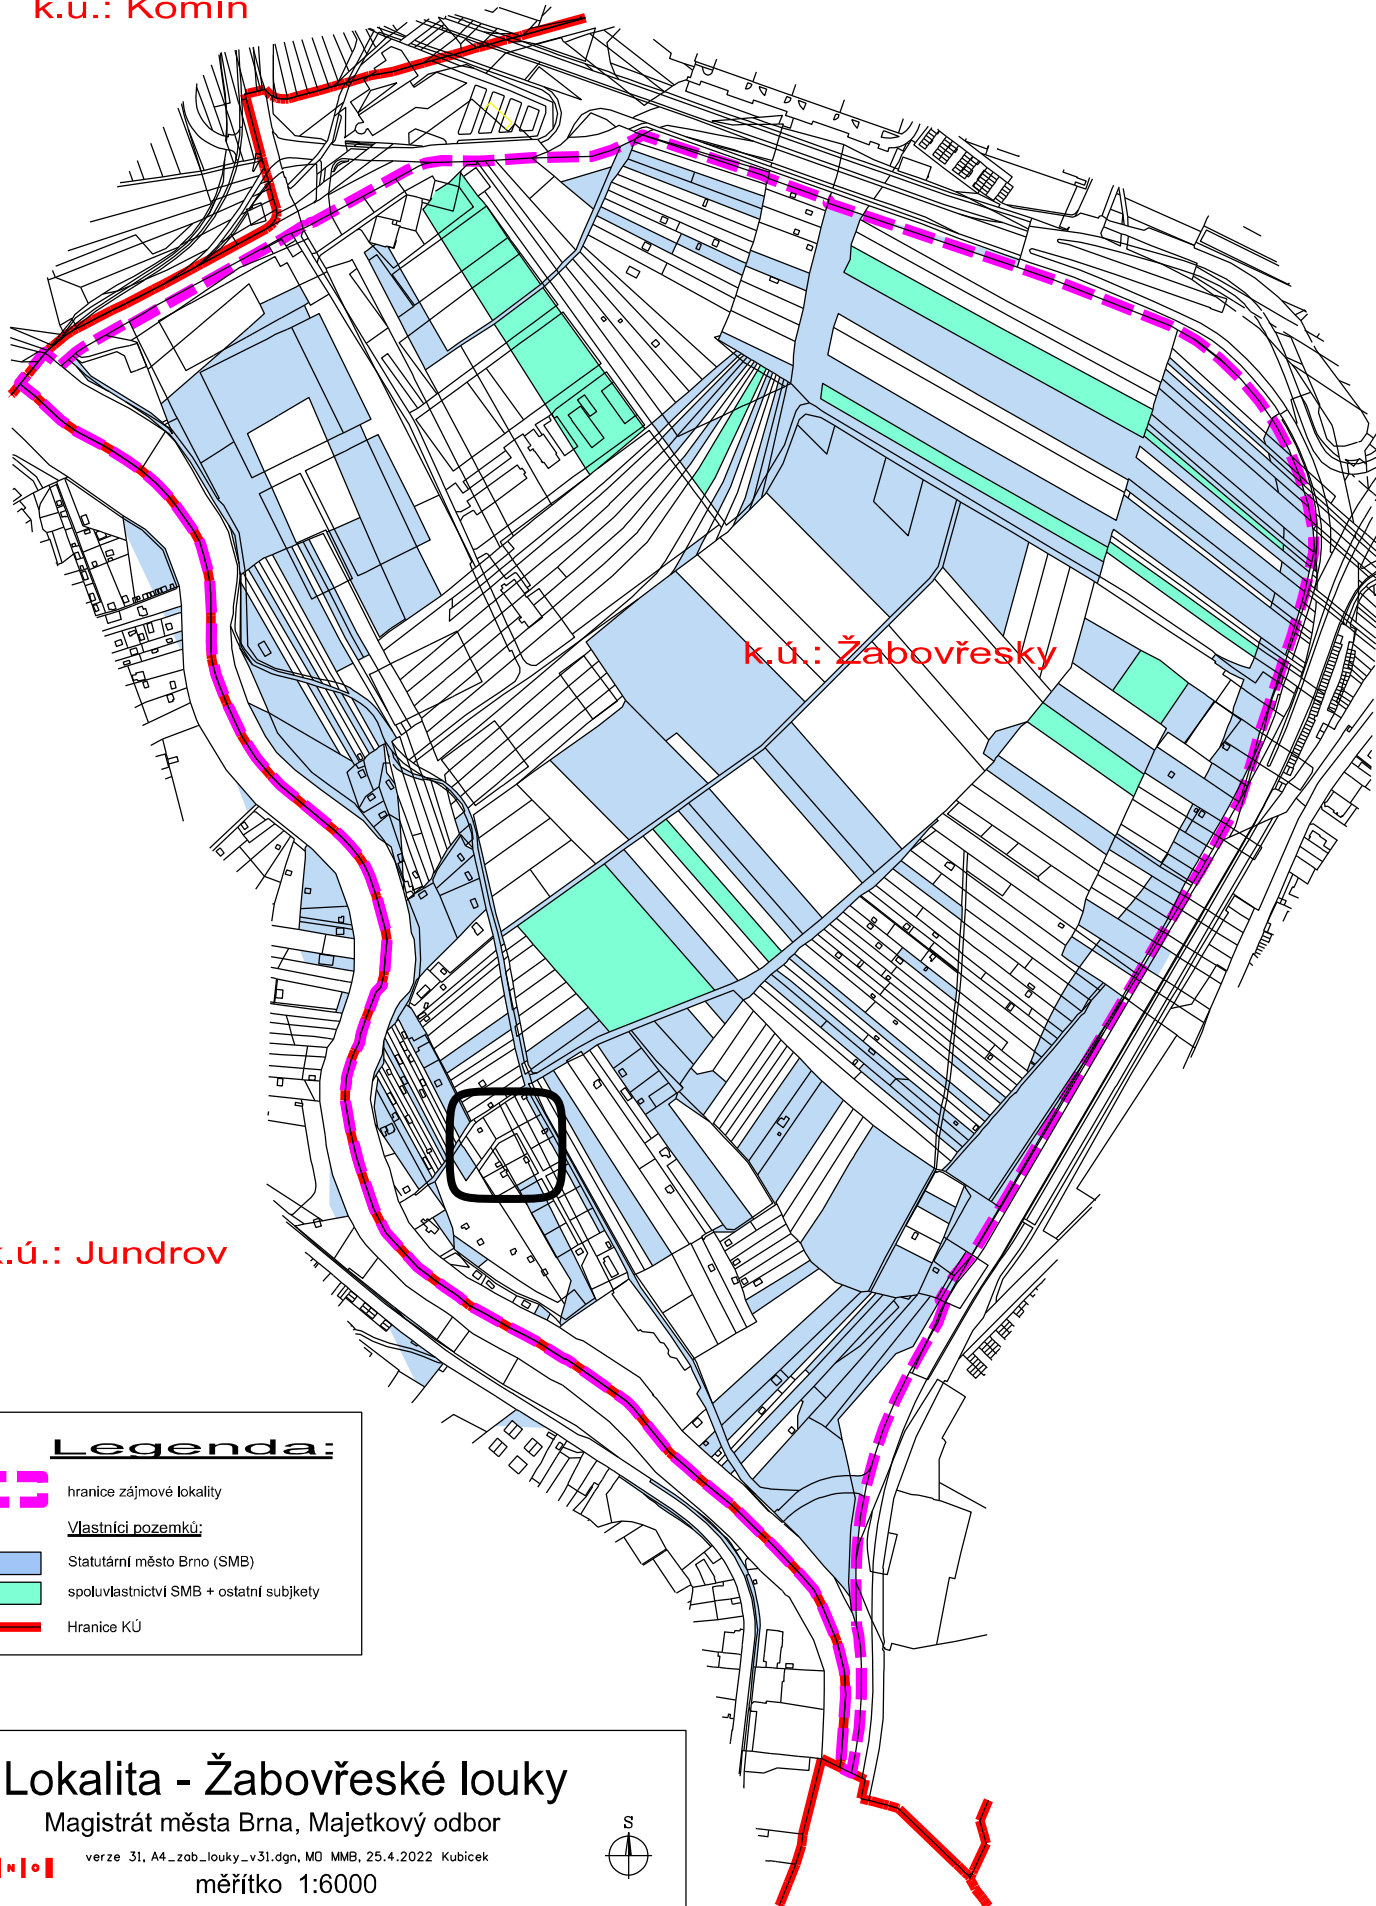 k.ú.: Komín
k.ú.: Žabovřesky
k.ú.: Jundrov
Legenda:
hranice zájmové lokality
Vlastníci pozemků:
Statutární město Brno (SMB)
spoluvlastnictví SMB + ostatní subjkety
Hranice KÚ
Lokalita - Žabovřeské louky
Magistrát města Brna, Majetkový odbor
S
verze 31, A4_zab_louky_v31.dgn, MO MMB, 25.4.2022 Kubicek
N O
měřítko 1:6000